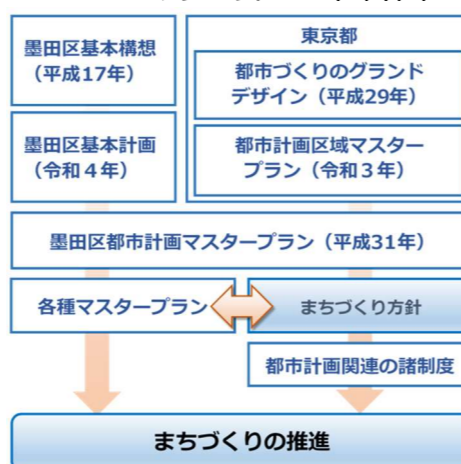 墨田区基本構想
（平成17年）
墨田区基本計画
（令和４年）
東京都
都市づくりのグランド
デザイン（平成29年）
都市計画区域マスター
プラン（令和３年）
墨田区都市計画マスタープラン（平成31年）
各種マスタープラン
まちづくり方針
都市計画関連の諸制度
まちづくりの推進